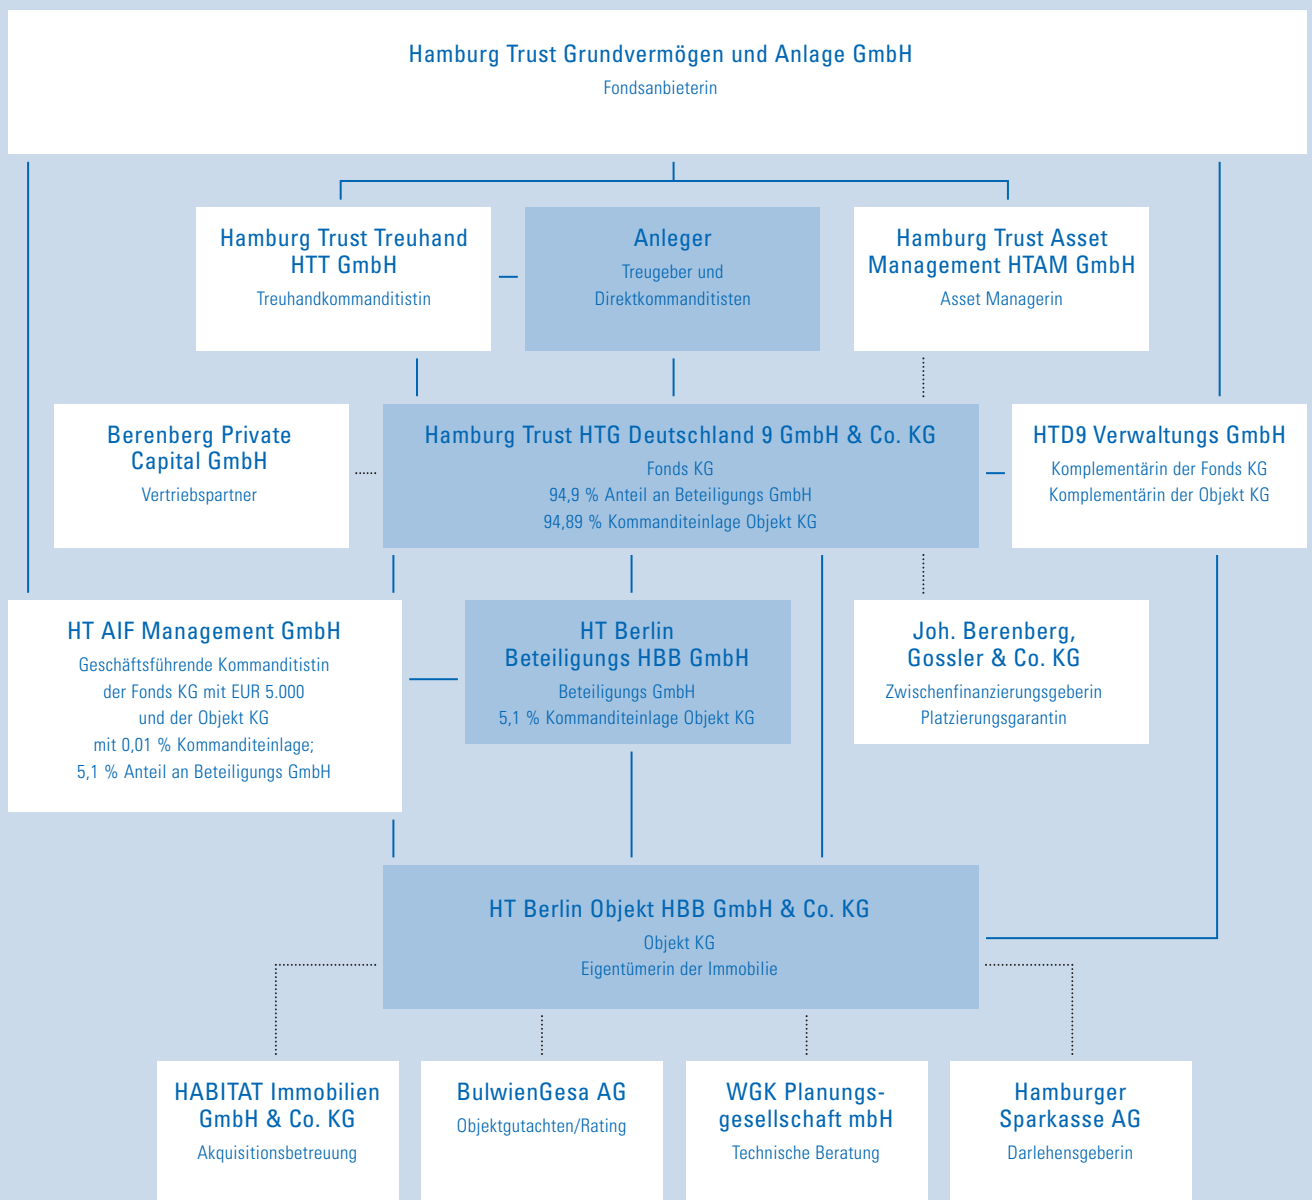 Hamburg Trust Grundvermögen und Anlage GmbH
Fondsanbieterin
Hamburg Trust Treuhand
HTT GmbH
Treuhandkommanditistin
Anleger
Treugeber und
Direktkommanditisten
Hamburg Trust Asset
Management HTAM GmbH
Asset Managerin
Berenberg Private
Capital GmbH
Vertriebspartner
Hamburg Trust HTG Deutschland 9 GmbH & Co. KG
Fonds KG
94,9 % Anteil an Beteiligungs GmbH
94,89 % Kommanditeinlage Objekt KG
HTD9 Verwaltungs GmbH
Komplementärin der Fonds KG
Komplementärin der Objekt KG
HT AIF Management GmbH
Geschäftsführende Kommanditistin
der Fonds KG mit EUR 5.000
und der Objekt KG
mit 0,01 % Kommanditeinlage;
5,1 % Anteil an Beteiligungs GmbH
HT Berlin
Beteiligungs HBB GmbH
Beteiligungs GmbH
5,1 % Kommanditeinlage Objekt KG
Joh. Berenberg,
Gossler & Co. KG
Zwischenfinanzierungsgeberin
Platzierungsgarantin
HT Berlin Objekt HBB GmbH & Co. KG
Objekt KG
Eigentümerin der Immobilie
HABITAT Immobilien
GmbH & Co. KG
Akquisitionsbetreuung
BulwienGesa AG
Objektgutachten/Rating
WGK Planungs-
gesellschaft mbH
Technische Beratung
Hamburger
Sparkasse AG
Darlehensgeberin